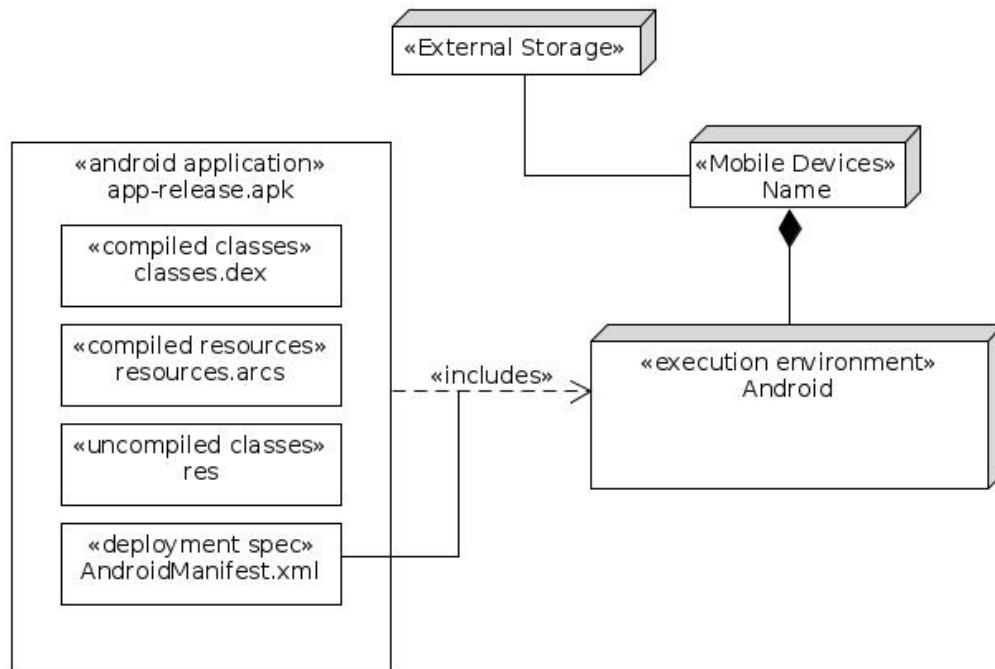 «External Storage»
«Mobile Devices»
Name
«android application»
app-release.apk
«compiled classes»
classes.dex
«compiled resources»
resources.arcs
«uncompiled classes»
res
«deployment spec»
AndroidManifest.xml
«includes»
«execution environment»
Android